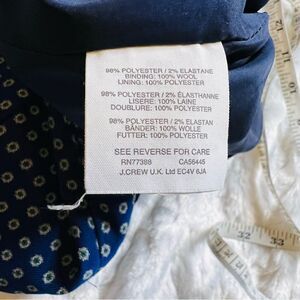 98% POLYESTER / 2% ELASTANE
BINDING: 100% WOOL
LINING: 100% POLYESTER
98% POLYESTER / 2% ÉLASTHANNE
LISERE: 100% LAINE
DOUBLURE: 100% POLYESTER
98% POLYESTER / 2% ELASTAN
BÄNDER: 100% WOLLE
FUTTER: 100% POLYESTER
SEE REVERSE FOR CARE
RN77388 CA56445
J.CREW U.K. Ltd EC4V 6JA
32 33